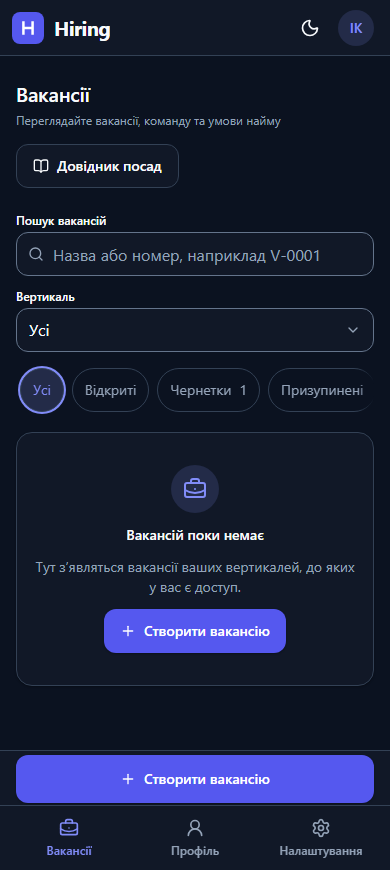 H Hiring ІК
Вакансії
Переглядайте вакансії, команду та умови найму
Довідник посад
Пошук вакансій
Назва або номер, наприклад V-0001
Вертикаль
Усі
Усі Відкриті Чернетки 1 Призупинені
Вакансій поки немає
Тут з’являться вакансії ваших вертикалей, до яких
у вас є доступ.
+ Створити вакансію
+ Створити вакансію
Вакансії Профіль Налаштування